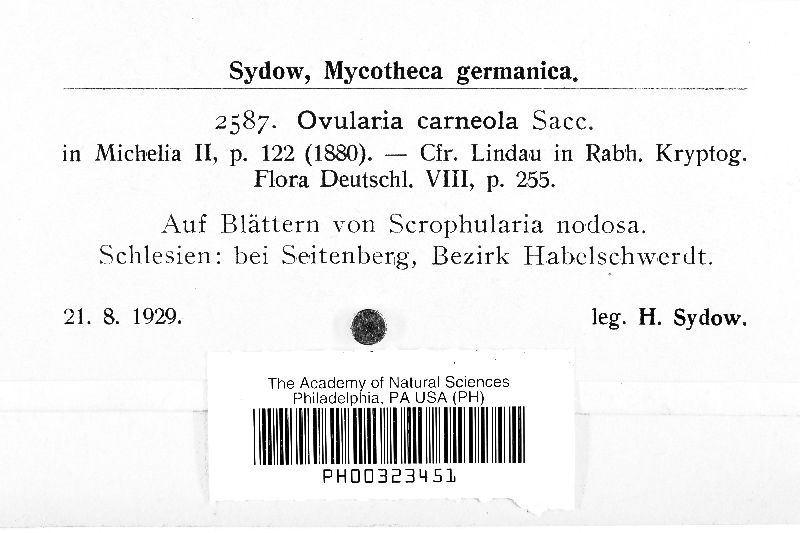 Sydow, Mycotheca germanica.
2587. Ovularia carneola Sacc.
in Michelia II, p. 122 (1880). — Cfr. Lindau in Rabh. Kryptog.
Flora Deutschl. VIII, p. 255.
Auf Blättern von Scrophularia nodosa.
Schlesien: bei Seitenberg, Bezirk Habelschwerdt.
21. 8. 1929. leg. H. Sydow.
The Academy of Natural Sciences
Philadelphia, PA USA (PH)
PH00323451